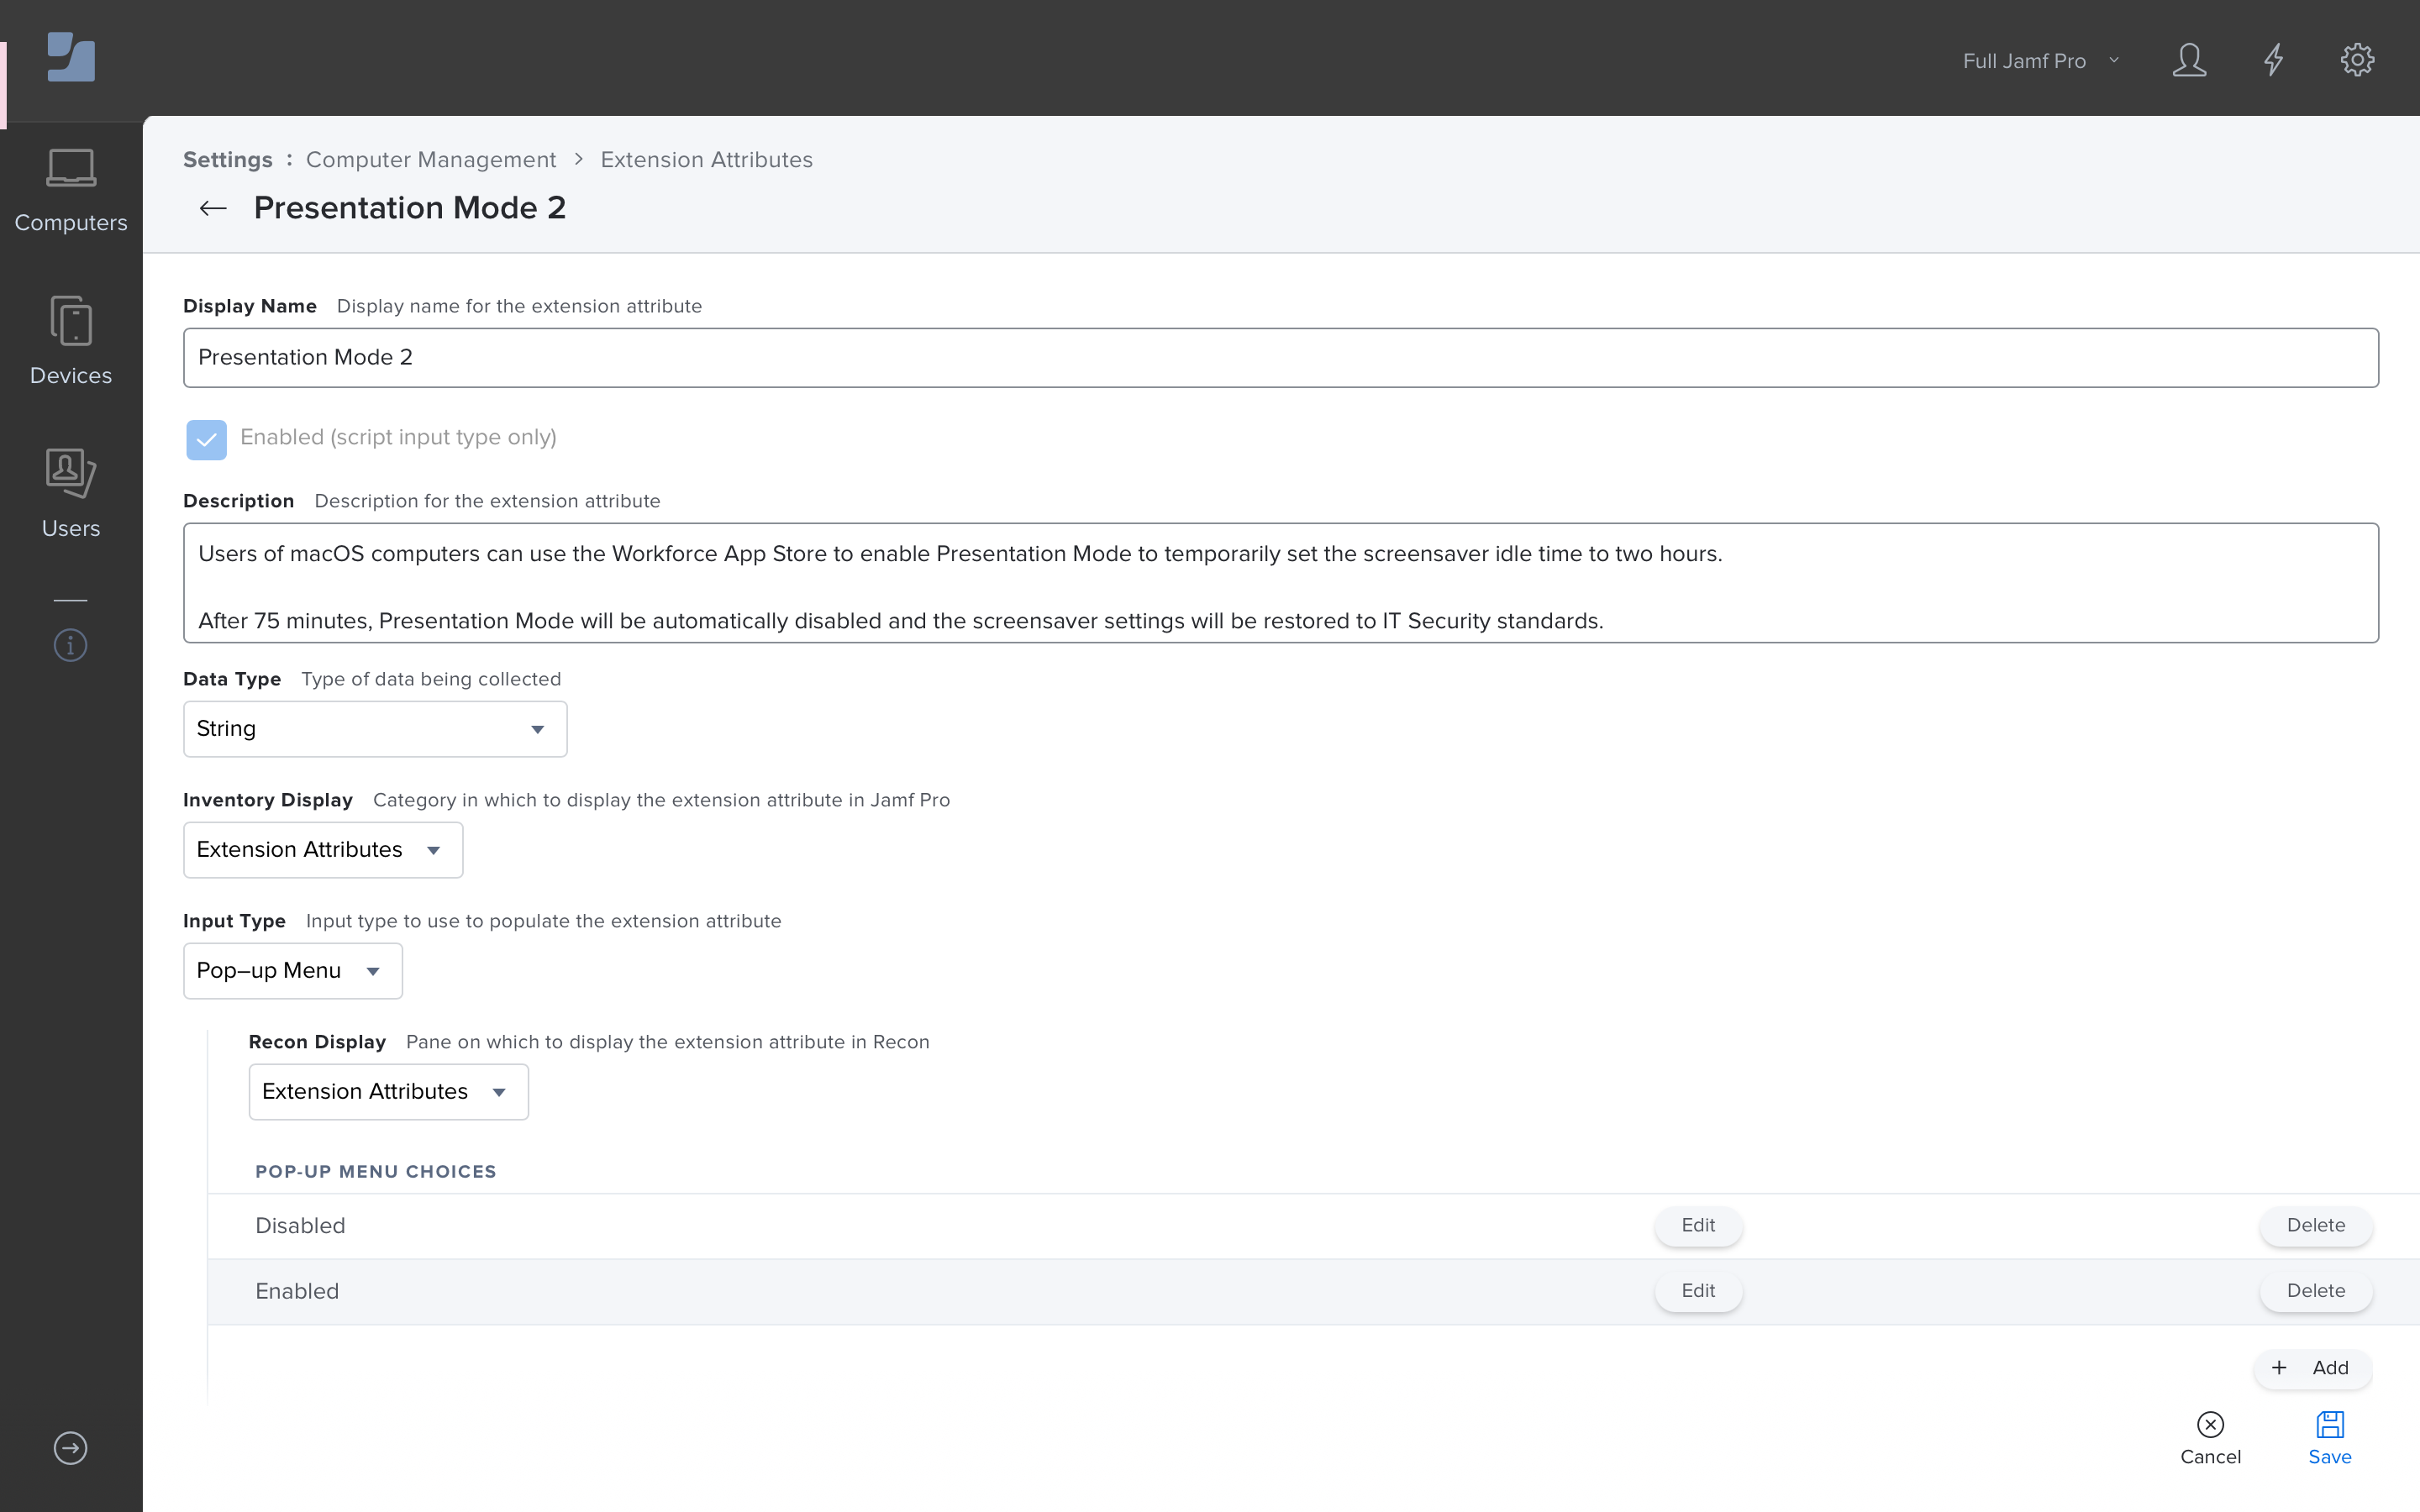 Full Jamf Pro
Settings : Computer Management > Extension Attributes
Presentation Mode 2
Computers
Devices
Users
Display Name Display name for the extension attribute
Presentation Mode 2
Enabled (script input type only)
Description Description for the extension attribute
Users of macOS computers can use the Workforce App Store to enable Presentation Mode to temporarily set the screensaver idle time to two hours.
After 75 minutes, Presentation Mode will be automatically disabled and the screensaver settings will be restored to IT Security standards.
Data Type Type of data being collected
String
Inventory Display Category in which to display the extension attribute in Jamf Pro
Extension Attributes
Input Type Input type to use to populate the extension attribute
Pop–up Menu
Recon Display Pane on which to display the extension attribute in Recon
Extension Attributes
POP-UP MENU CHOICES
Disabled Edit Delete
Enabled Edit Delete
+ Add
Cancel Save